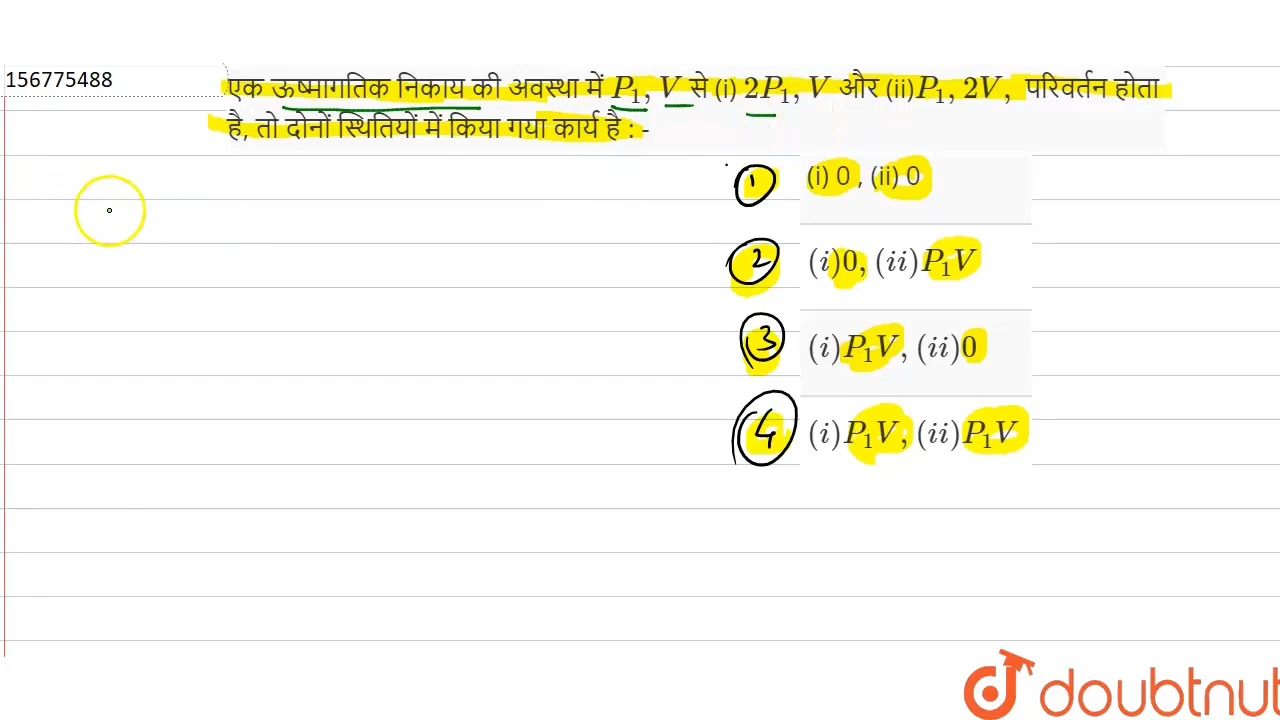 156775488
एक ऊष्मागतिक निकाय की अवस्था में P₁, V से (i) 2P₁, V और (ii)P₁, 2V, परिवर्तन होता
है, तो दोनों स्थितियों में किया गया कार्य है : -
1 (i) 0 , (ii) 0
2 (i)0, (ii)P₁V
3 (i)P₁V, (ii)0
4 (i)P₁V, (ii)P₁V
doubtnut